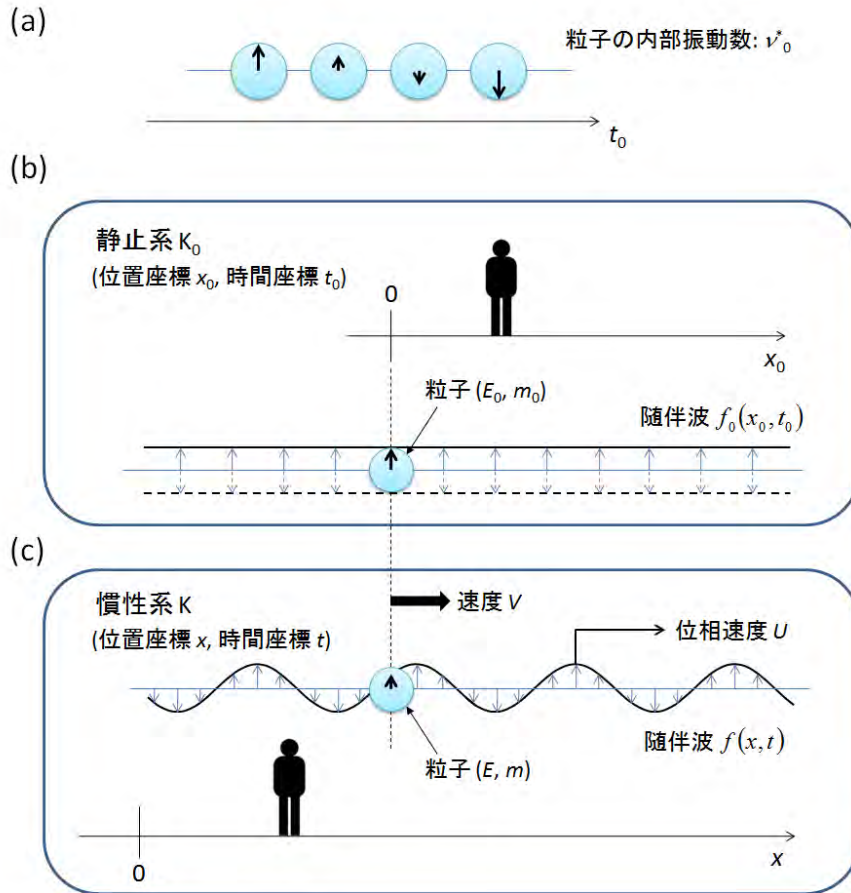 (a)
粒子の内部振動数: ν*₀
t₀
(b)
静止系 K₀
(位置座標 x₀, 時間座標 t₀)
0
x₀
粒子 (E₀, m₀)
随伴波 f₀(x₀, t₀)
(c)
慣性系 K
(位置座標 x, 時間座標 t)
速度 V
位相速度 U
随伴波 f(x, t)
粒子 (E, m)
0
x